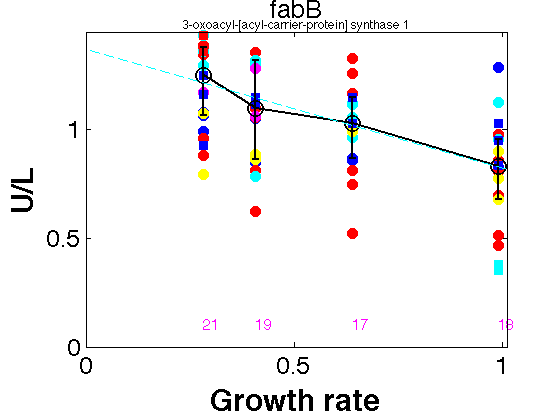 fabB
3-oxoacyl-[acyl-carrier-protein] synthase 1
U/L
1
0.5
0
21 19 17 18
0 0.5 1
Growth rate